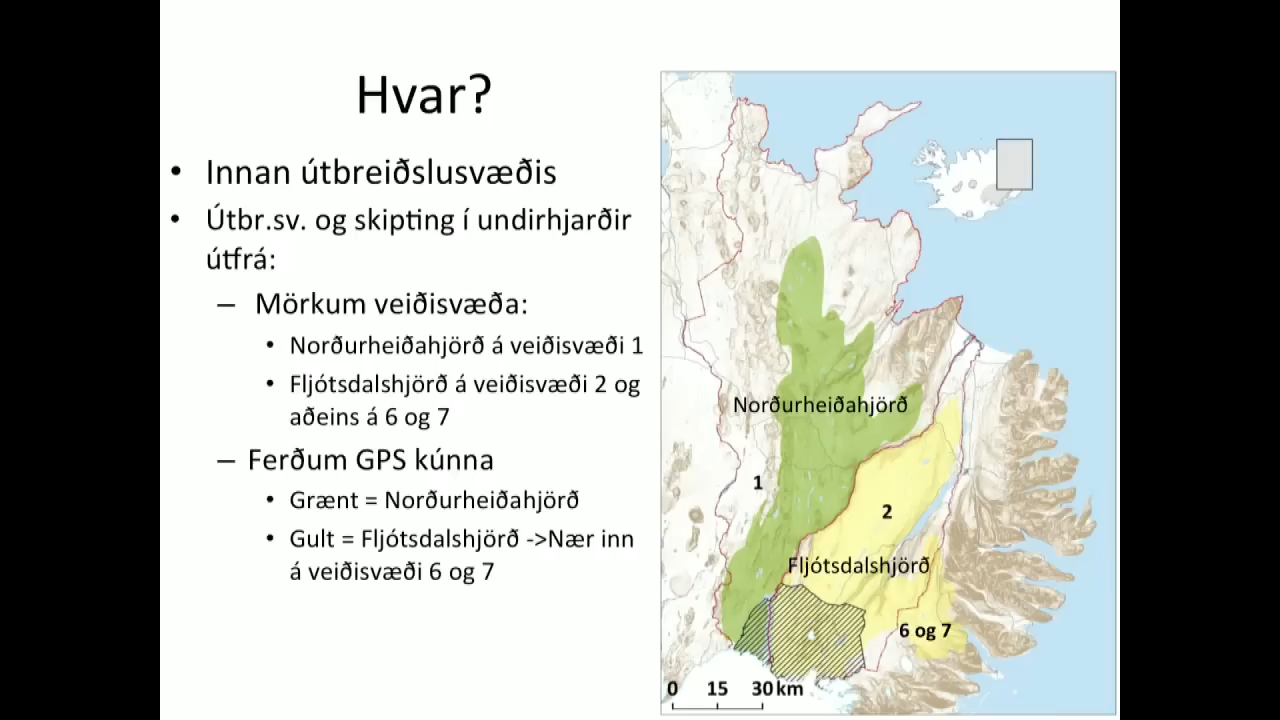 Hvar?
• Innan útbreiðslusvæðis
• Útbr.sv. og skipting í undirhjarðir
útfrá:
– Mörkum veiðisvæða:
• Norðurheiðahjörð á veiðisvæði 1
• Fljótsdalshjörð á veiðisvæði 2 og
aðeins á 6 og 7
– Ferðum GPS kúnna
• Grænt = Norðurheiðahjörð
• Gult = Fljótsdalshjörð ->Nær inn
á veiðisvæði 6 og 7
Norðurheiðahjörð
1
2
Fljótsdalshjörð
6 og 7
0 15 30 km